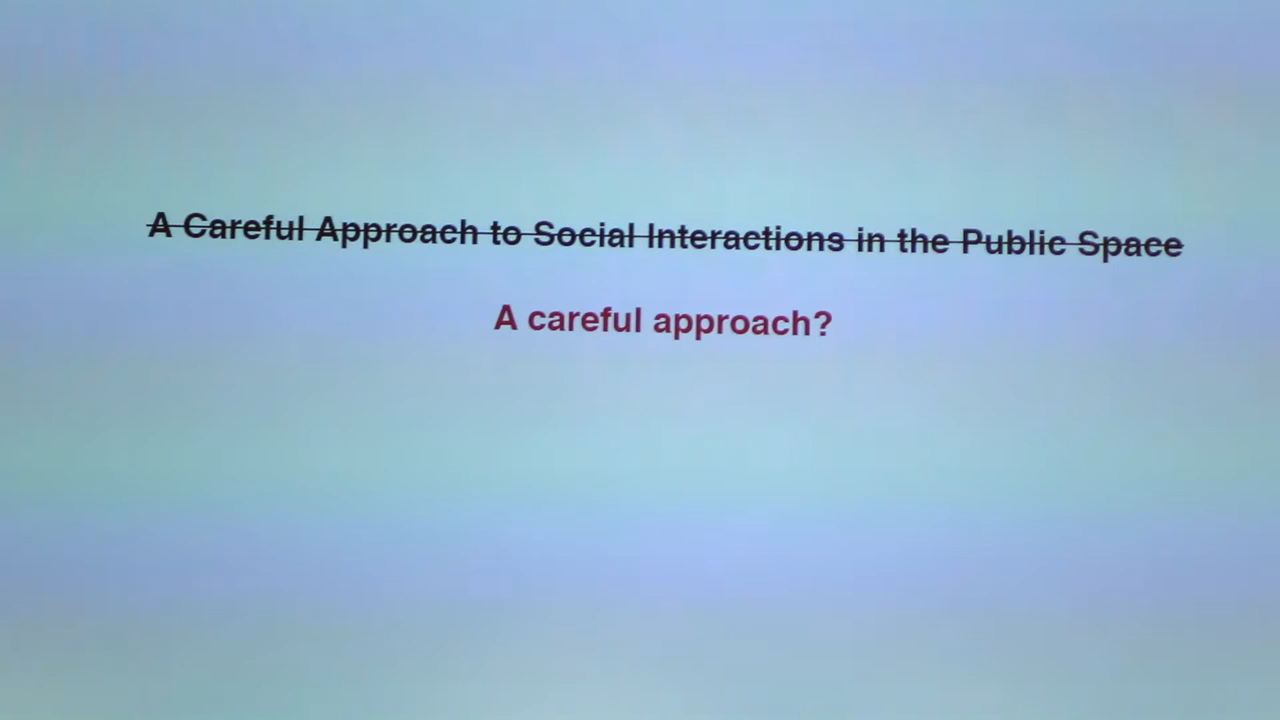 A Careful Approach to Social Interactions in the Public Space
A careful approach?